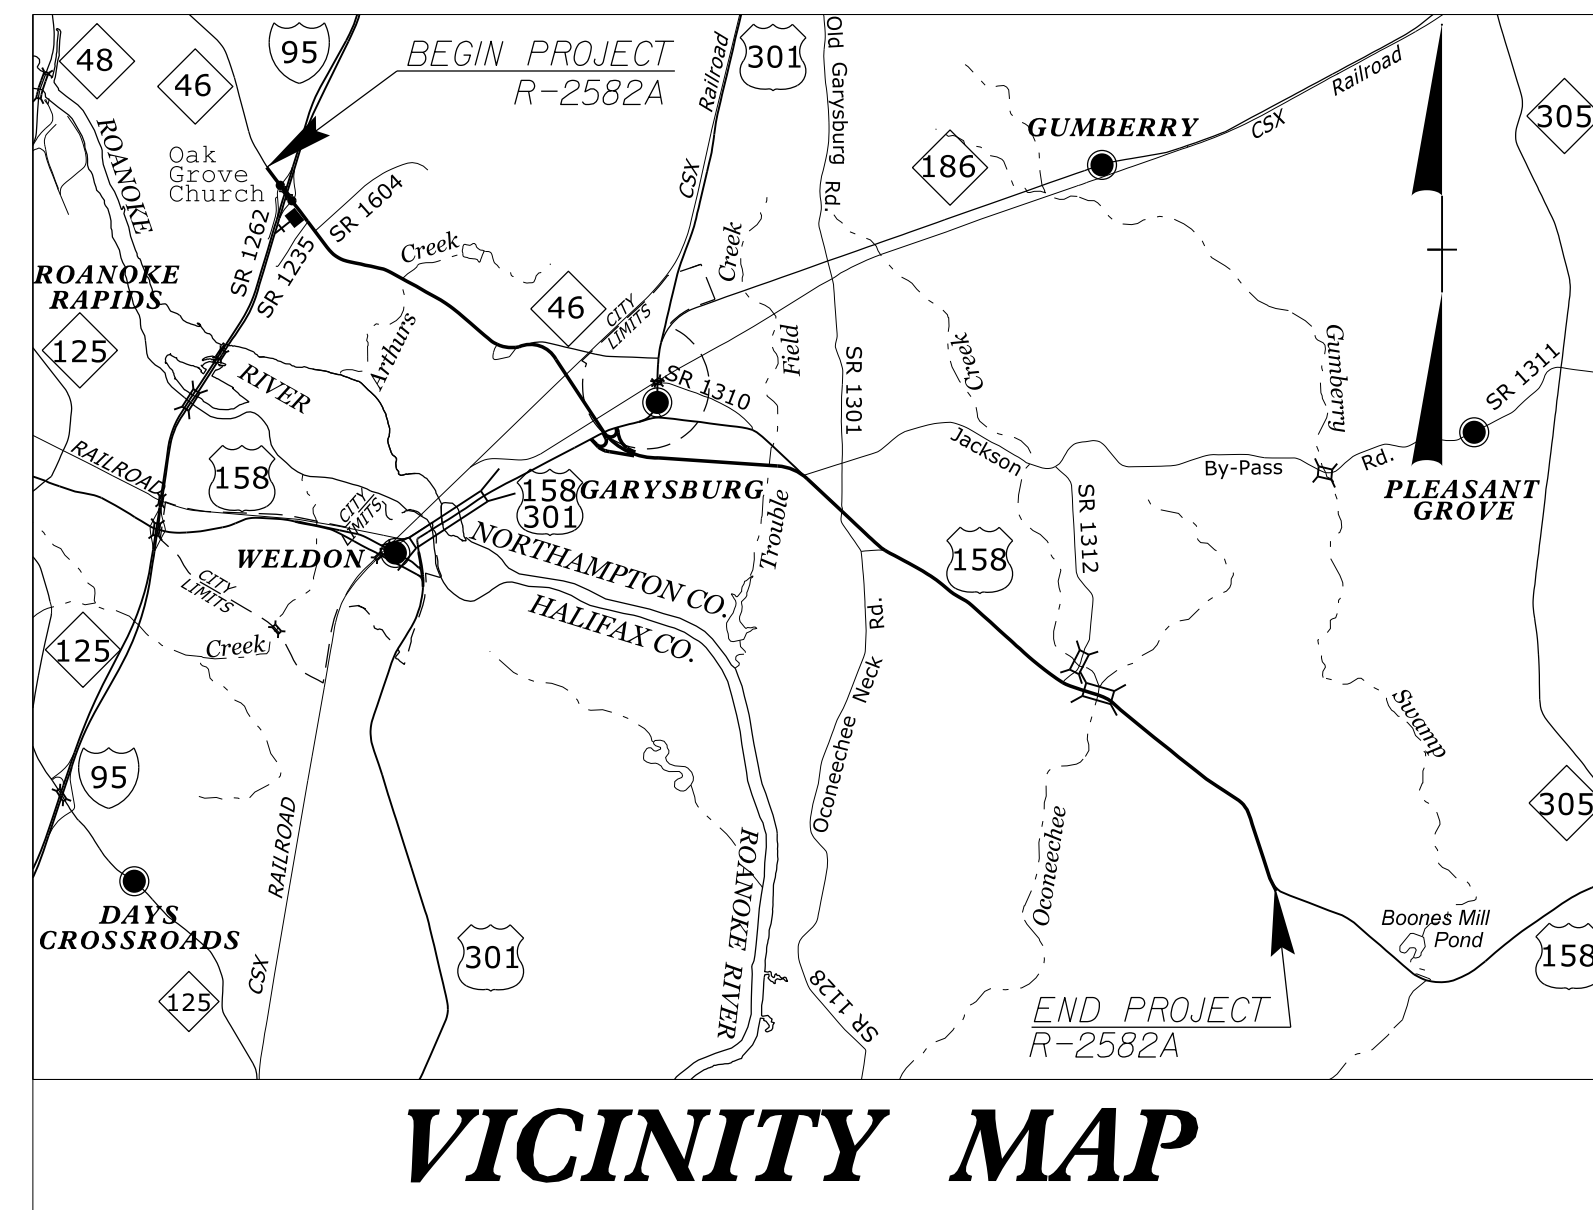 48
46
95
BEGIN PROJECT
R-2582A
Railroad
CSX
301
Old Garysburg Rd.
186
GUMBERRY
CSX
Railroad
305
ROANOKE
Oak
Grove
Church
SR 1262
SR 1235
SR 1604
Creek
Arthurs
Creek
ROANOKE
RAPIDS
125
46
CITY
LIMITS
SR 1310
Field
SR 1301
Creek
Gumberry
SR 1311
RIVER
RAILROAD
158
CITY
LIMITS
158
301
GARYSBURG
Trouble
Jackson
By-Pass
Rd.
PLEASANT
GROVE
SR 1312
WELDON
NORTHAMPTON CO.
HALIFAX CO.
158
CITY
LIMITS
Creek
125
Oconeechee Neck Rd.
Swamp
95
305
RAILROAD
CSX
ROANOKE RIVER
Oconeechee
DAYS
CROSSROADS
125
301
SR 1128
Boones Mill
Pond
158
END PROJECT
R-2582A
VICINITY MAP